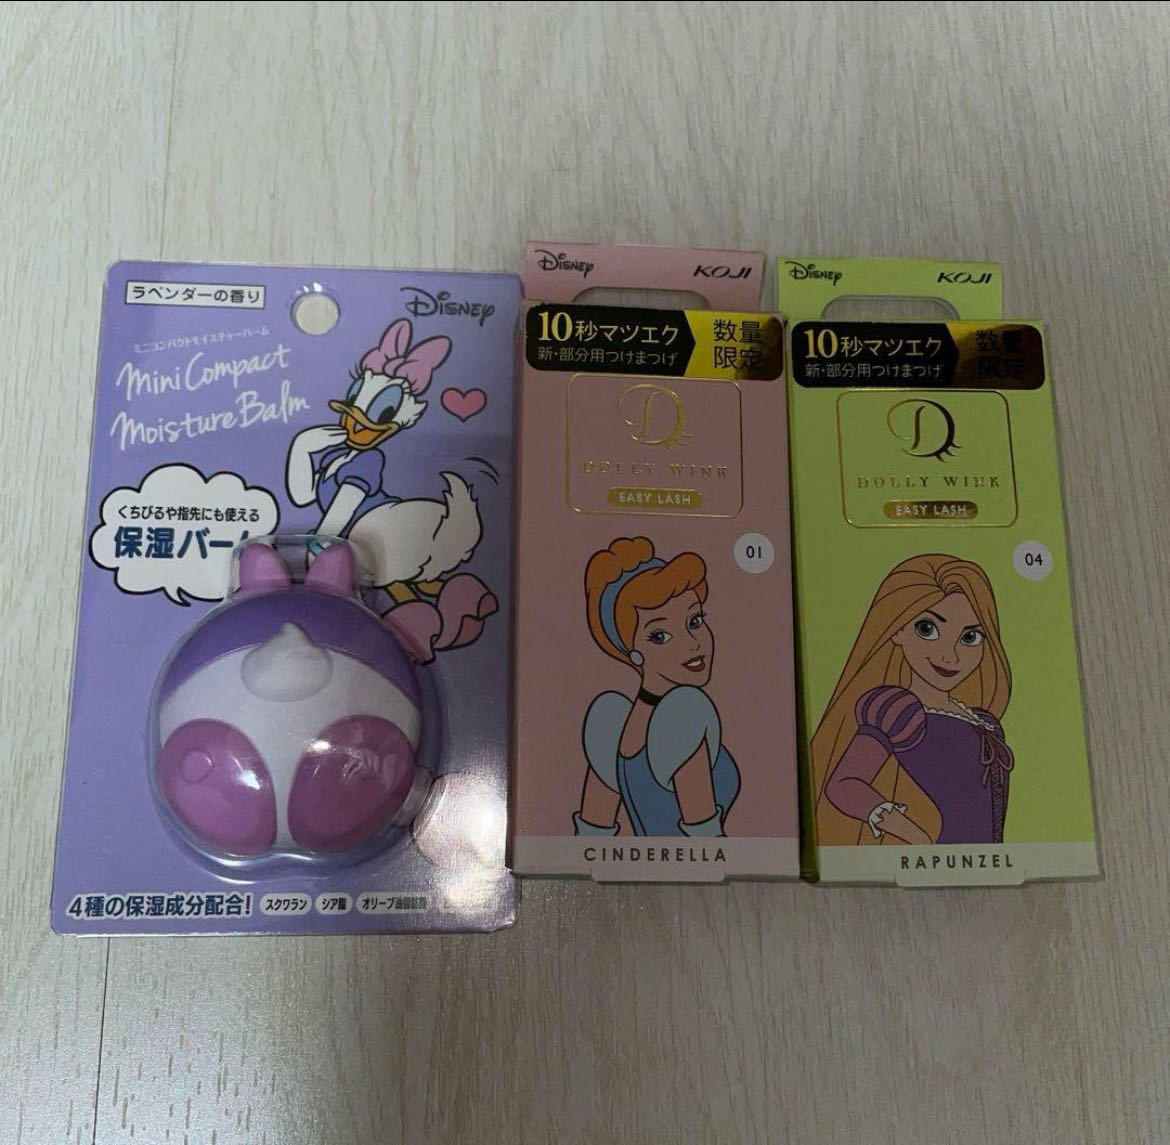 ラベンダーの香り
Disney
ミニコンパクトモイスチャーバーム
Mini Compact
Moisture Balm
くちびるや指先にも使える
保湿バーム
4種の保湿成分配合!
スクワラン
シア脂
オリーブ油
Disney
KOJI
10秒マツエク
新・部分用つけまつげ
数量
限定
D
DOLLY WINK
EASY LASH
01
CINDERELLA
Disney
KOJI
10秒マツエク
新・部分用つけまつげ
数量
限定
D
DOLLY WINK
EASY LASH
04
RAPUNZEL